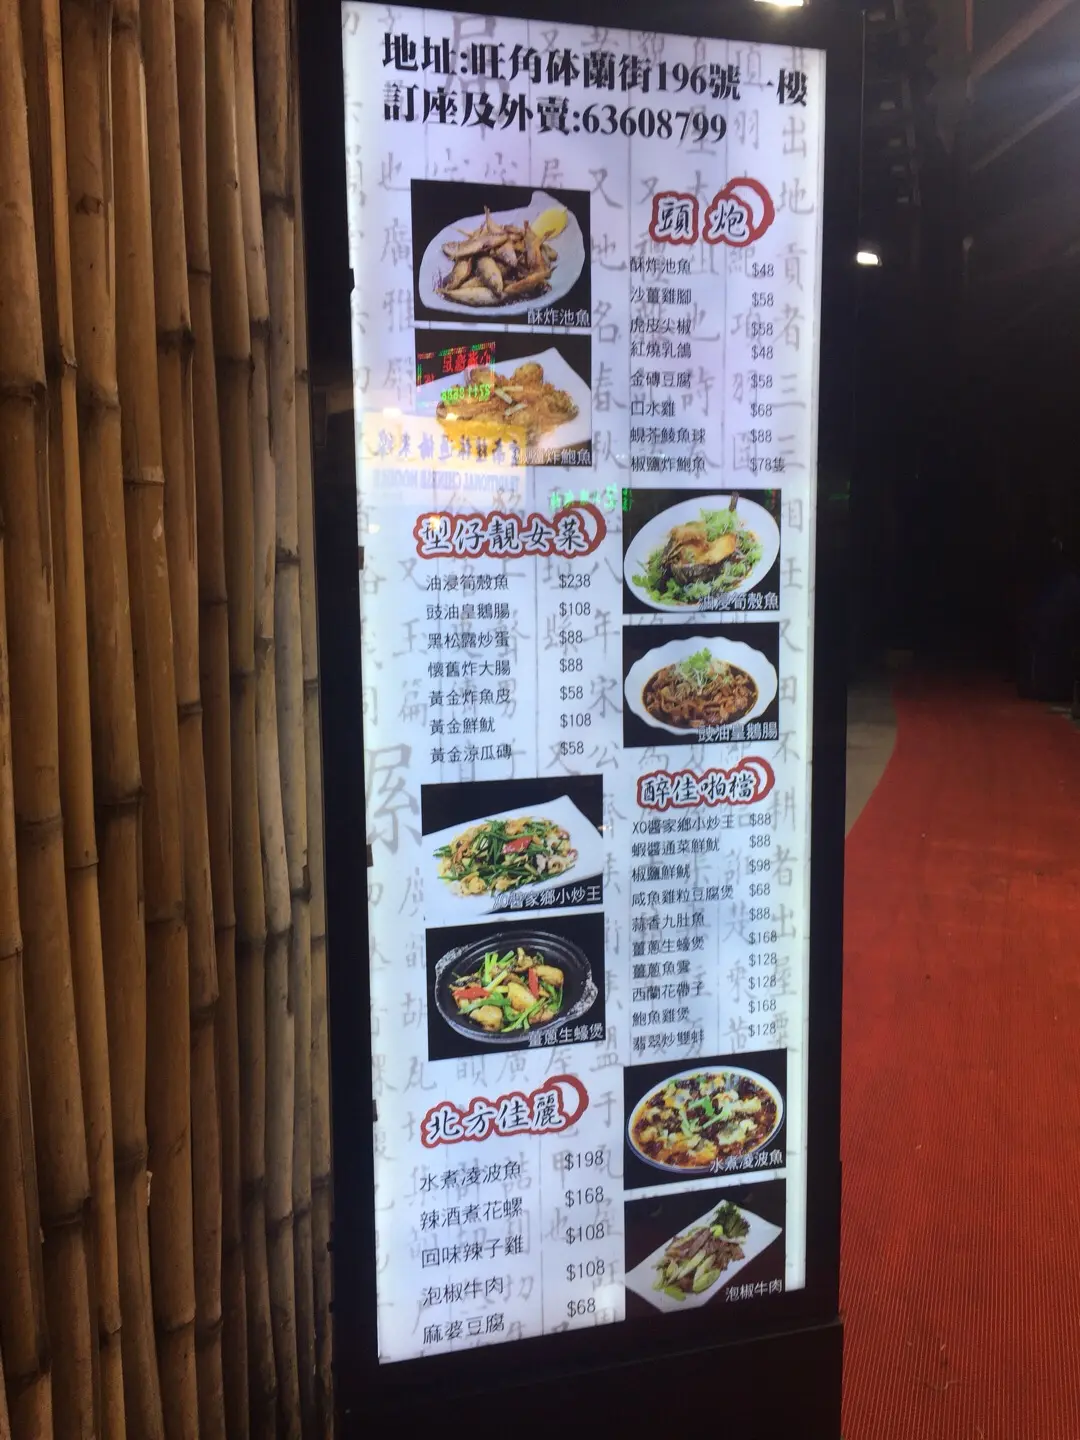 地址:旺角砵蘭街196號一樓
訂座及外賣:63608799
頭炮
酥炸池魚 $48
沙薑雞腳 $58
虎皮尖椒 $58
紅燒乳鴿 $48
金磚豆腐 $58
口水雞 $68
蜆芥鯪魚球 $88
椒鹽炸鮑魚 $78隻
酥炸池魚
炸鮑魚
型仔靚女菜
油浸筍殼魚 $238
豉油皇鵝腸 $108
黑松露炒蛋 $88
懷舊炸大腸 $88
黃金炸魚皮 $58
黃金鮮魷 $108
黃金涼瓜磚 $58
油浸筍殼魚
豉油皇鵝腸
醉佳啪檔
XO醬家鄉小炒王 $88
蝦醬通菜鮮魷 $88
椒鹽鮮魷 $98
咸魚雞粒豆腐煲 $68
蒜香九肚魚 $88
薑蔥生蠔煲 $168
薑蔥魚雲 $128
西蘭花帶子 $128
鮑魚雞煲 $168
翡翠炒雙蚌 $128
XO醬家鄉小炒王
薑蔥生蠔煲
北方佳麗
水煮凌波魚 $198
辣酒煮花螺 $168
回味辣子雞 $108
泡椒牛肉 $108
麻婆豆腐 $68
水煮凌波魚
泡椒牛肉